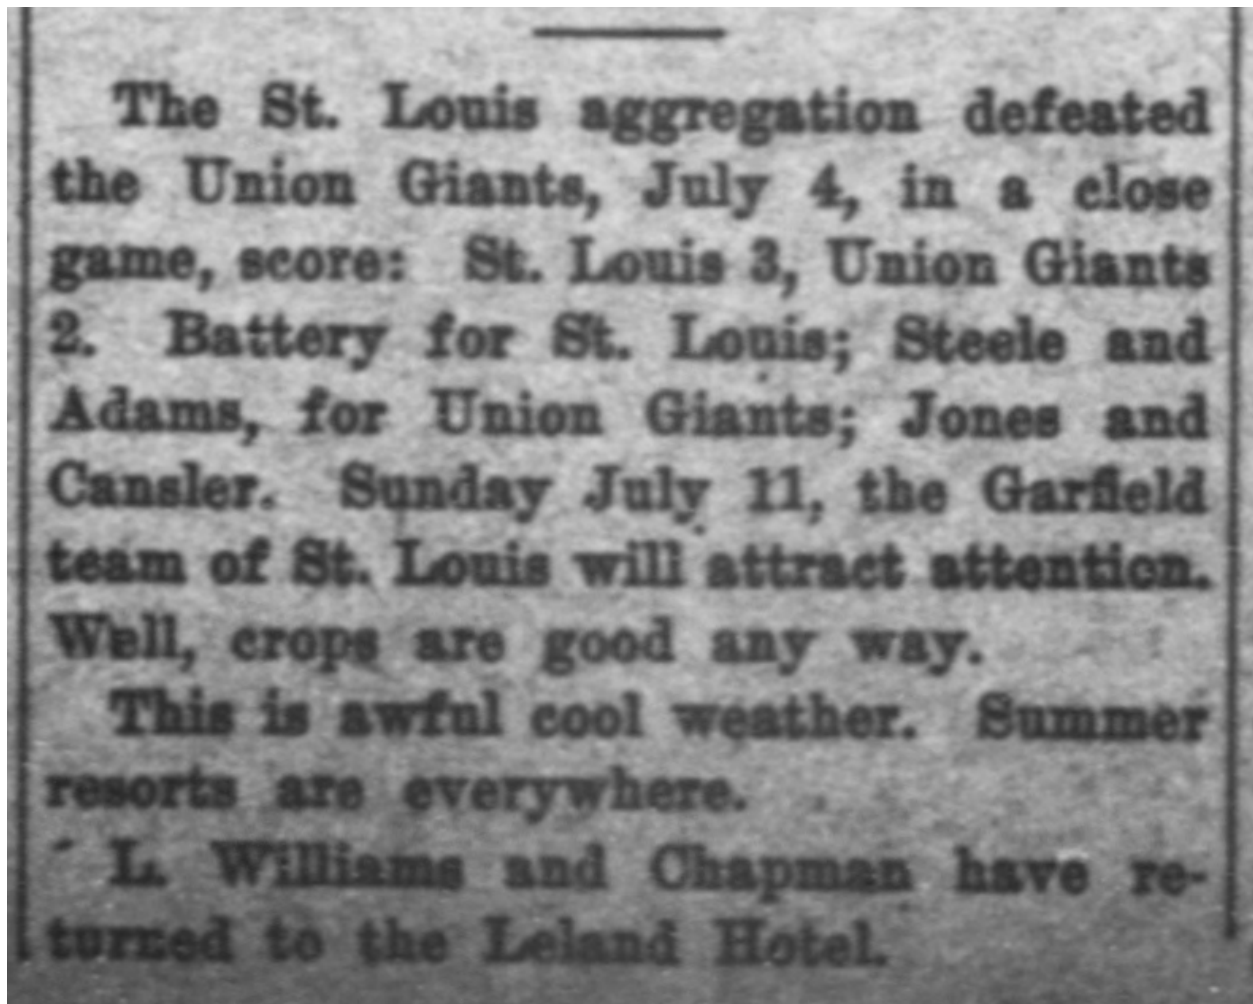 The St. Louis aggregation defeated
the Union Giants, July 4, in a close
game, score: St. Louis 3, Union Giants
2. Battery for St. Louis; Steele and
Adams, for Union Giants; Jones and
Cansler. Sunday July 11, the Garfield
team of St. Louis will attract attention.
Well, crops are good any way.
This is awful cool weather. Summer
resorts are everywhere.
L. Williams and Chapman have re-
turned to the Leland Hotel.